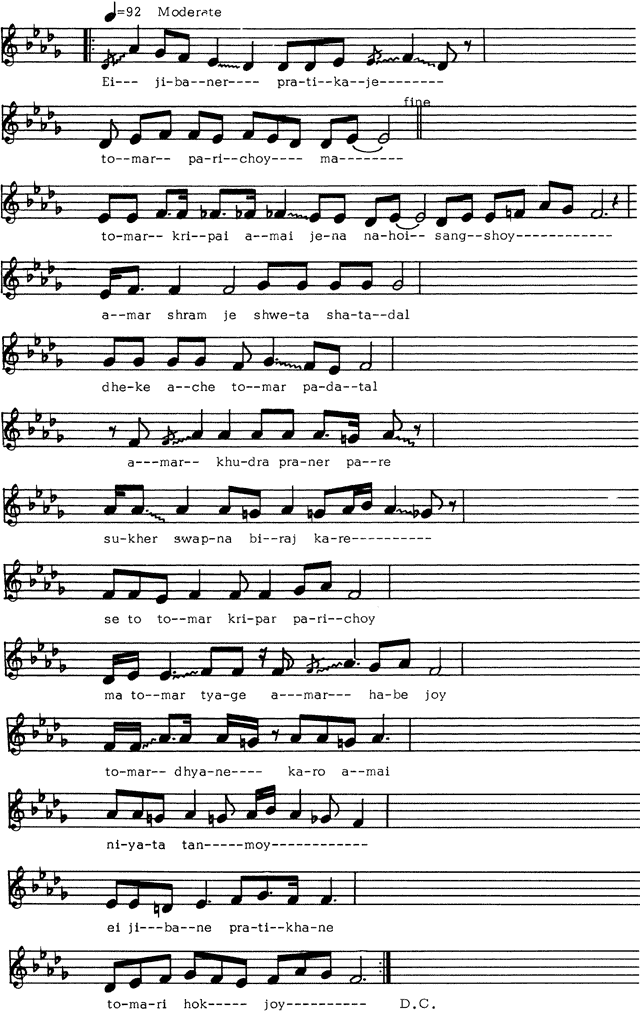 =92 Moderate
Ei--- ji-ba-ner---- pra-ti-ka-je--------
fine
to--mar-- pa-ri-choy---- ma---------
to-mar-- kri-pai a-mai je-na na-hoi-- sang-shoy------------
a--mar shram je shwe-ta sha-ta-dal
dhe-ke a--che to--mar pa-da--tal
a---mar-- khu-dra pra-ner pa--re
su-kher swap-na bi--raj ka-re----------
se to to--mar kri-par pa-ri--choy
ma to-mar tya-ge a---mar--- ha-be joy
to-mar-- dhya-ne---- ka-ro a--mai
ni-ya-ta tan----moy------------
ei ji--ba--ne pra-ti--kha-ne
to-ma-ri hok----- joy---------- D.C.